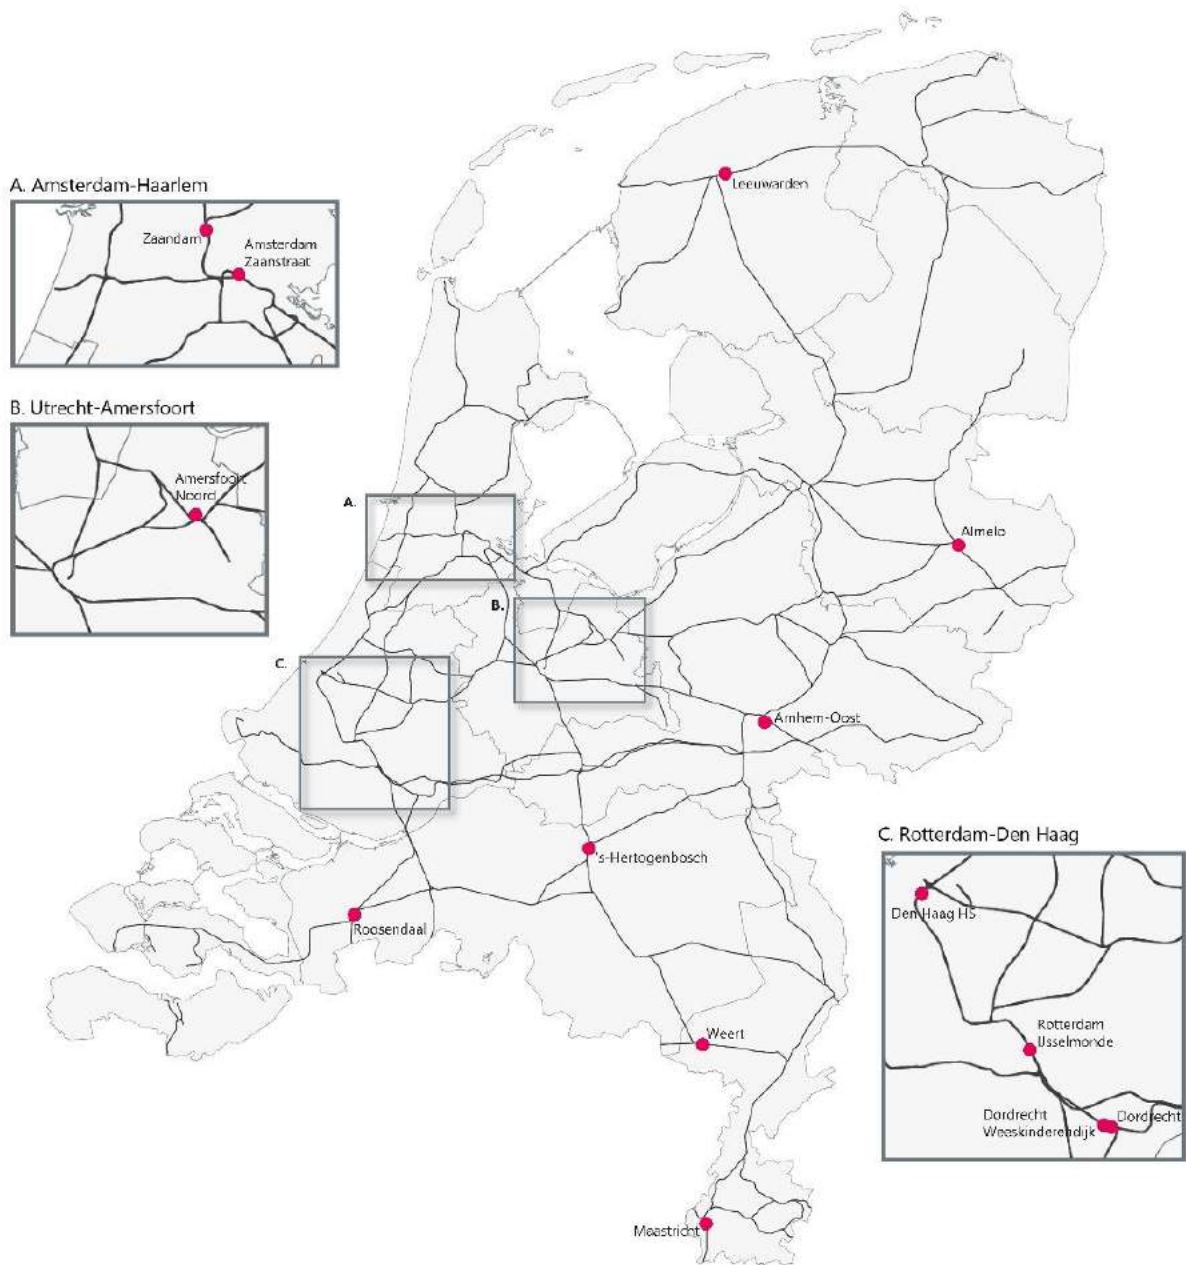 A. Amsterdam-Haarlem
Zaandam
Amsterdam
Zaanstraat
B. Utrecht-Amersfoort
Amersfoort
Noord
Leeuwarden
A.
B.
C.
Almelo
Arnhem-Oost
's-Hertogenbosch
Roosendaal
Weert
Maastricht
C. Rotterdam-Den Haag
Den Haag HS
Rotterdam
IJsselmonde
Dordrecht
Weeskinderendijk
Dordrecht